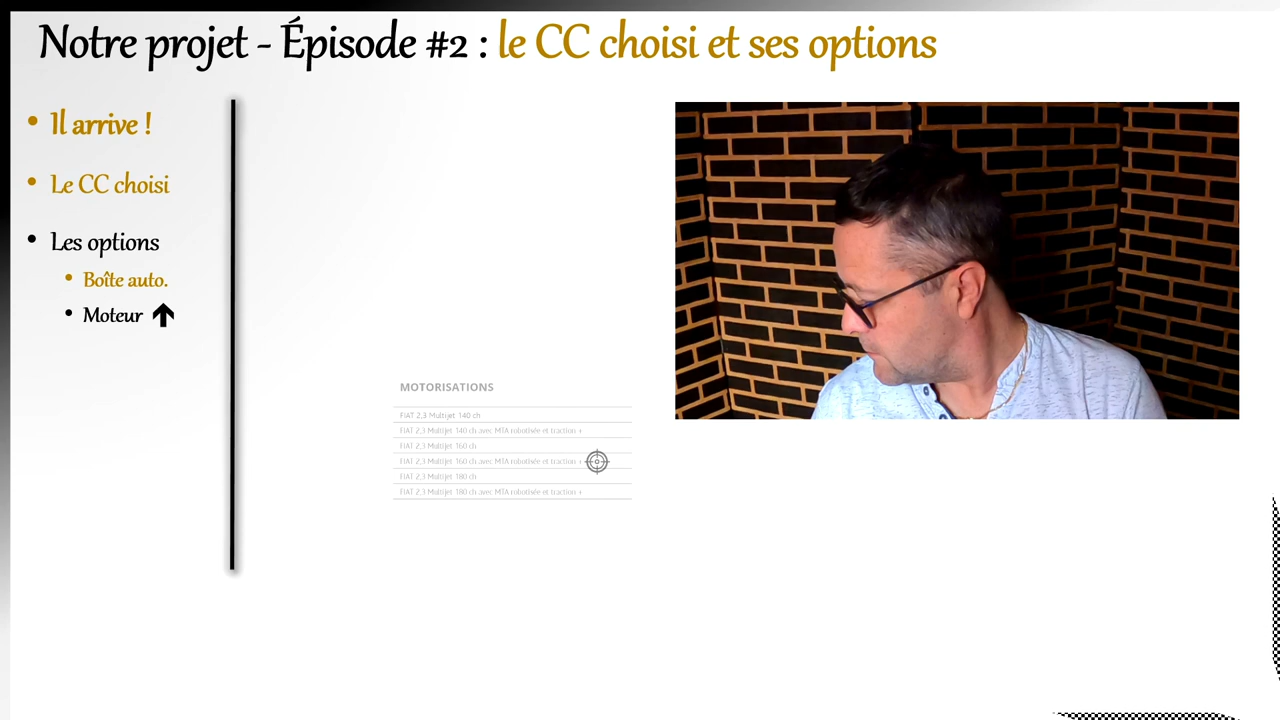 Notre projet - Épisode #2 : le CC choisi et ses options
• Il arrive !
• Le CC choisi
• Les options
• Boîte auto.
• Moteur
MOTORISATIONS
FIAT 2,3 Multijet 140 ch
FIAT 2,3 Multijet 140 ch avec MTA robotisée et traction +
FIAT 2,3 Multijet 160 ch
FIAT 2,3 Multijet 160 ch avec MTA robotisée et traction +
FIAT 2,3 Multijet 180 ch
FIAT 2,3 Multijet 180 ch avec MTA robotisée et traction +